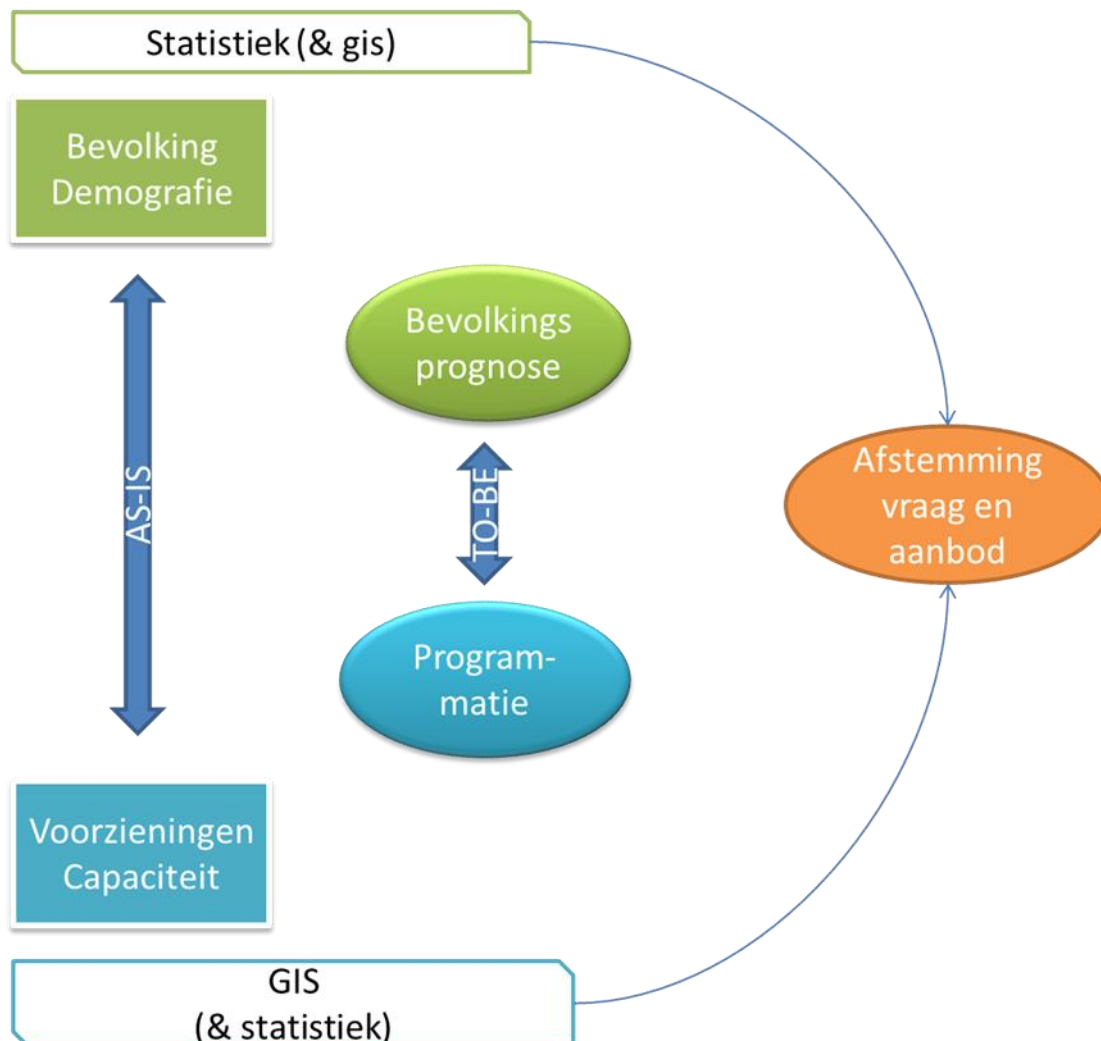 Statistiek (& gis)
Bevolking
Demografie
AS-IS
Bevolkings
prognose
TO-BE
Program-
matie
Afstemming
vraag en
aanbod
Voorzieningen
Capaciteit
GIS
(& statistiek)